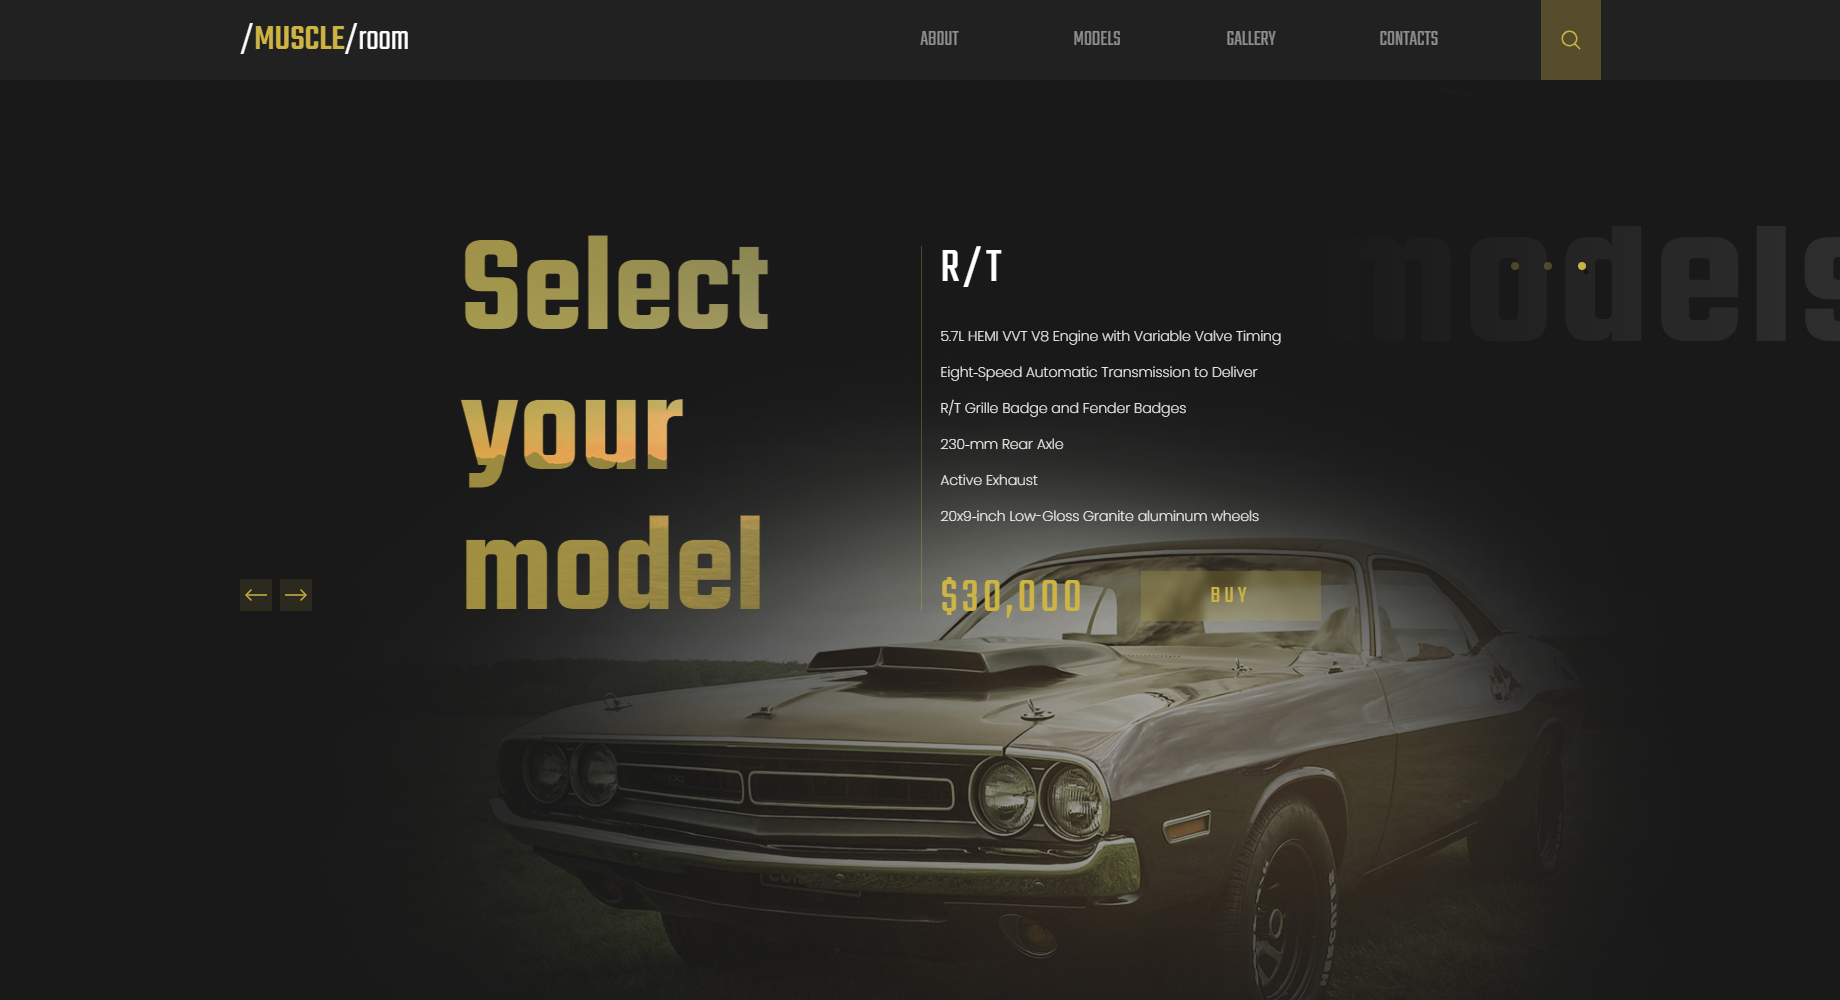 /MUSCLE/room
ABOUT
MODELS
GALLERY
CONTACTS
Select
your
model
models
R/T
5.7L HEMI VVT V8 Engine with Variable Valve Timing
Eight-Speed Automatic Transmission to Deliver
R/T Grille Badge and Fender Badges
230-mm Rear Axle
Active Exhaust
20x9-inch Low-Gloss Granite aluminum wheels
$30,000
BUY